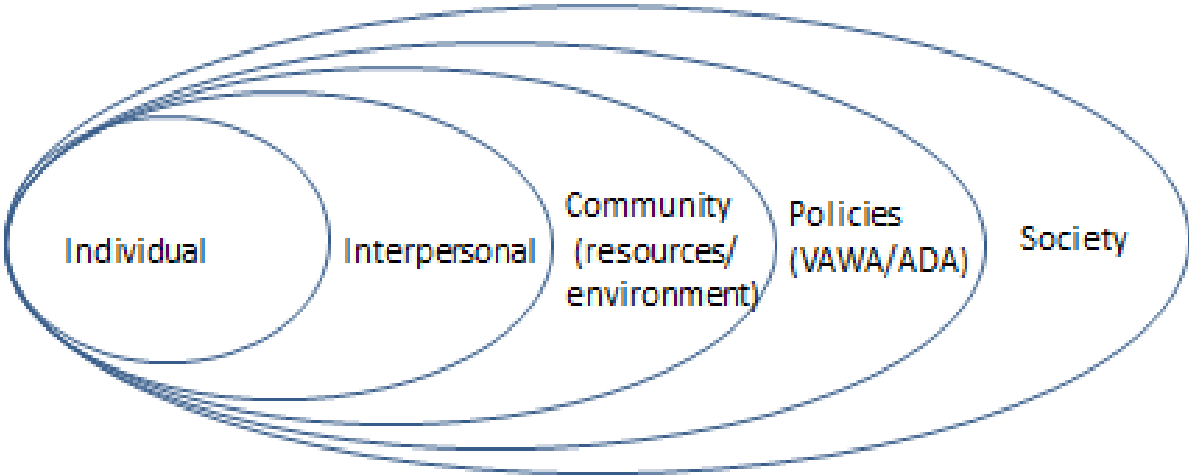 Individual
Interpersonal
Community
(resources/
environment)
Policies
(VAWA/ADA)
Society